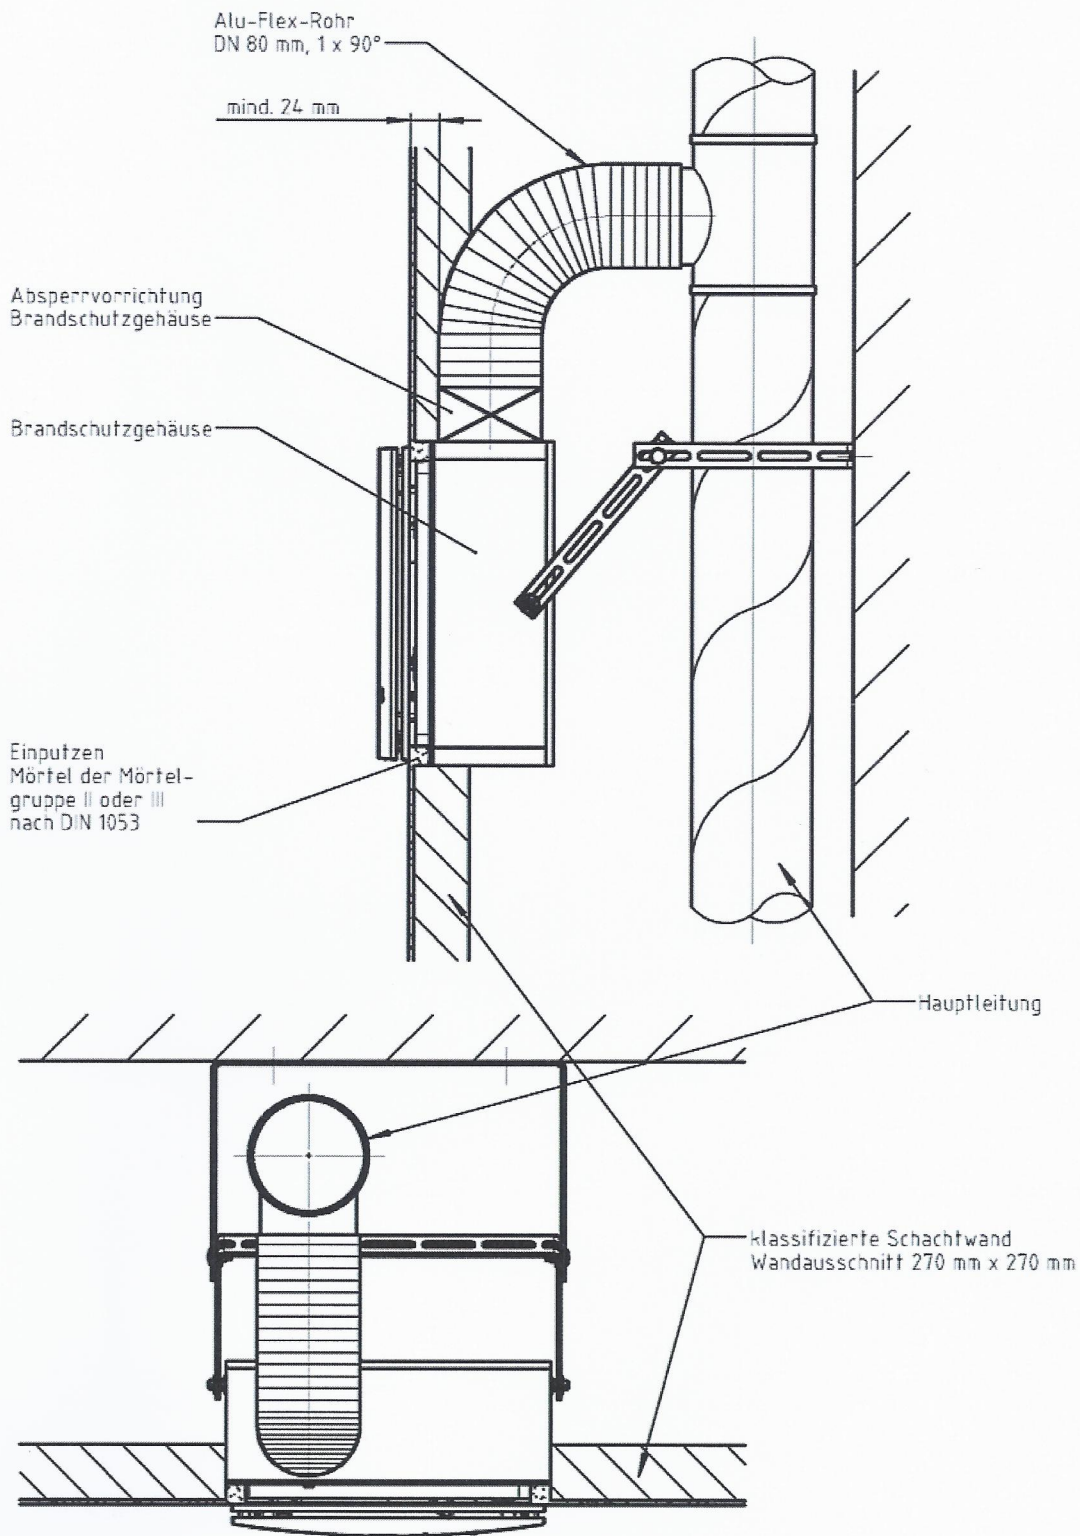 Alu-Flex-Rohr
DN 80 mm, 1 x 90°
mind. 24 mm
Absperrvorrichtung
Brandschutzgehäuse
Brandschutzgehäuse
Einputzen
Mörtel der Mörtel-
gruppe II oder III
nach DIN 1053
Hauptleitung
klassifizierte Schachtwand
Wandausschnitt 270 mm x 270 mm